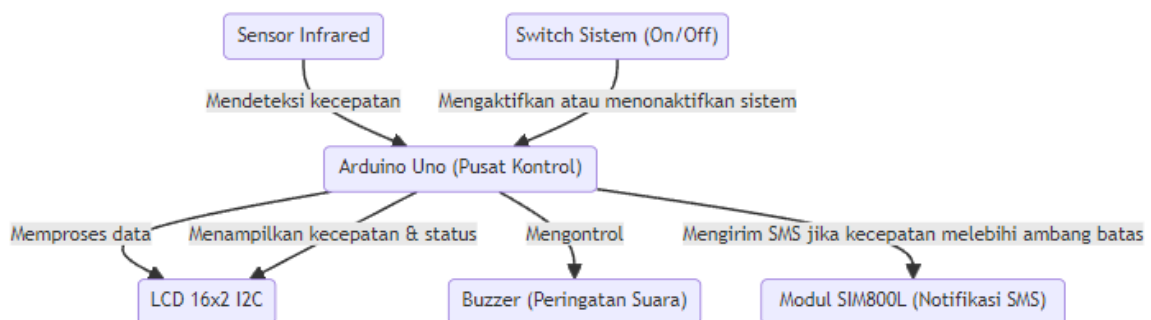 Sensor Infrared
Switch Sistem (On/Off)
Mendeteksi kecepatan
Mengaktifkan atau menonaktifkan sistem
Arduino Uno (Pusat Kontrol)
Memproses data
Menampilkan kecepatan & status
Mengontrol
Mengirim SMS jika kecepatan melebihi ambang batas
LCD 16x2 I2C
Buzzer (Peringatan Suara)
Modul SIM800L (Notifikasi SMS)